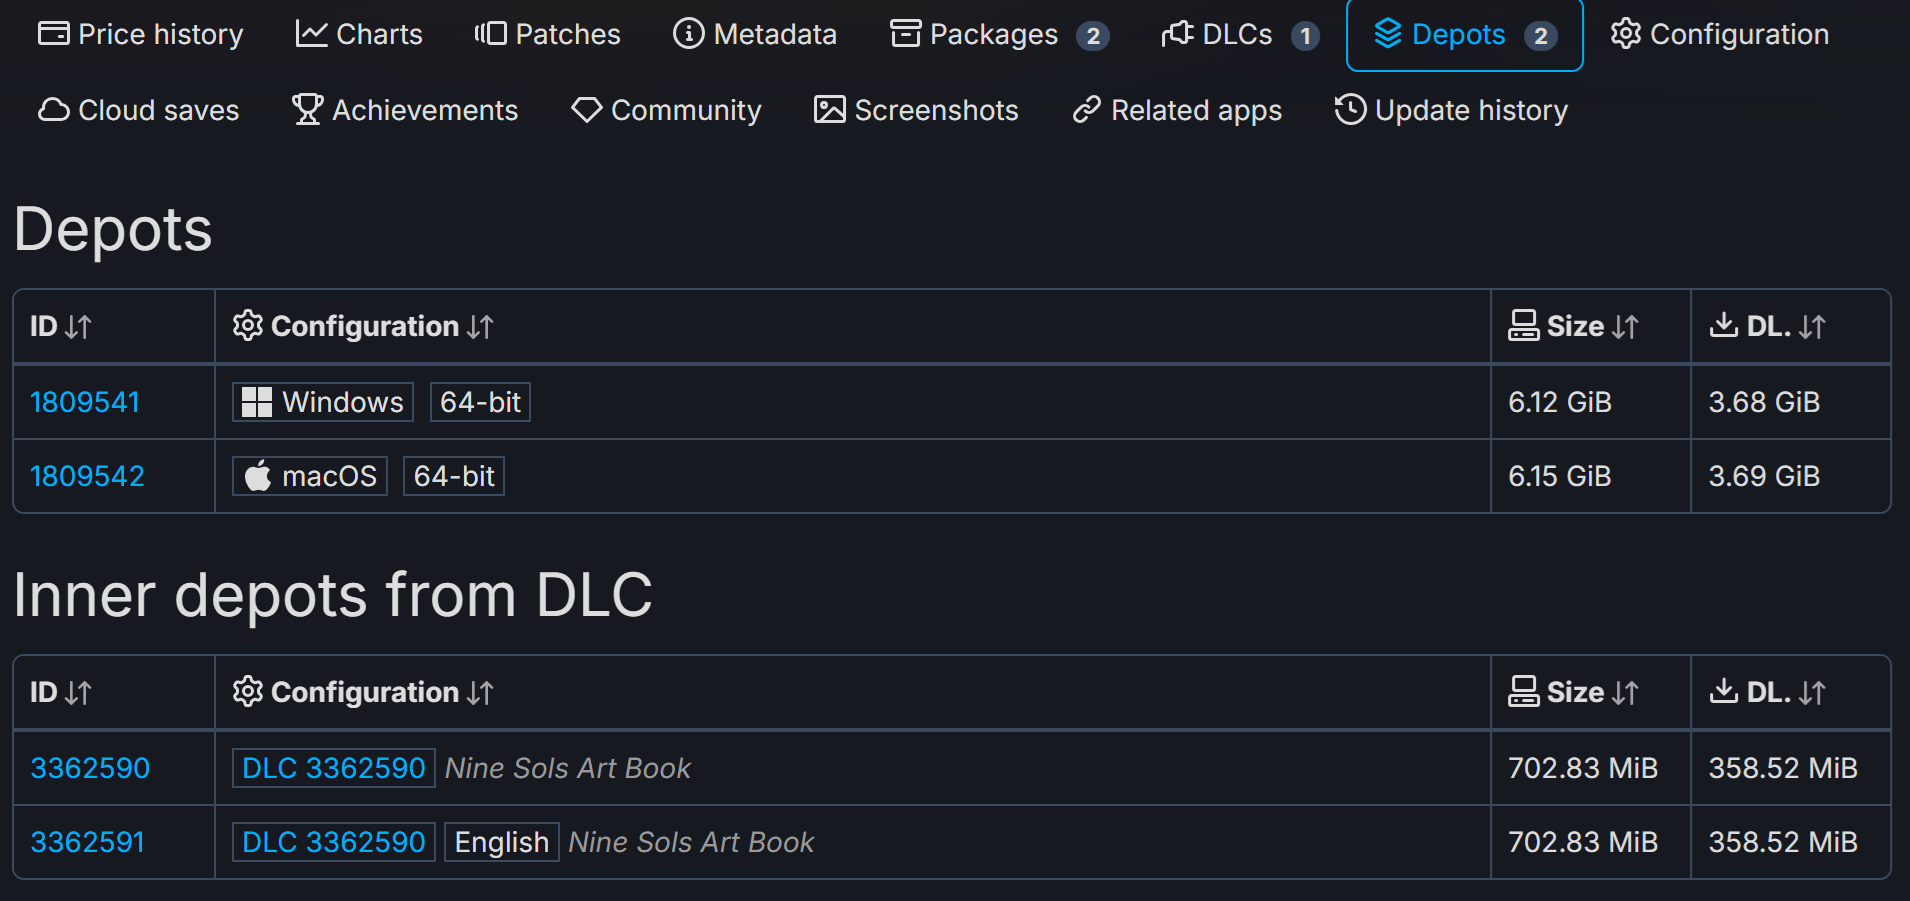 Price history Charts Patches Metadata Packages 2 DLCs 1 Depots 2 Configuration
Cloud saves Achievements Community Screenshots Related apps Update history
Depots
ID Configuration Size DL.
1809541 Windows 64-bit 6.12 GiB 3.68 GiB
1809542 macOS 64-bit 6.15 GiB 3.69 GiB
Inner depots from DLC
ID Configuration Size DL.
3362590 DLC 3362590 Nine Sols Art Book 702.83 MiB 358.52 MiB
3362591 DLC 3362590 English Nine Sols Art Book 702.83 MiB 358.52 MiB